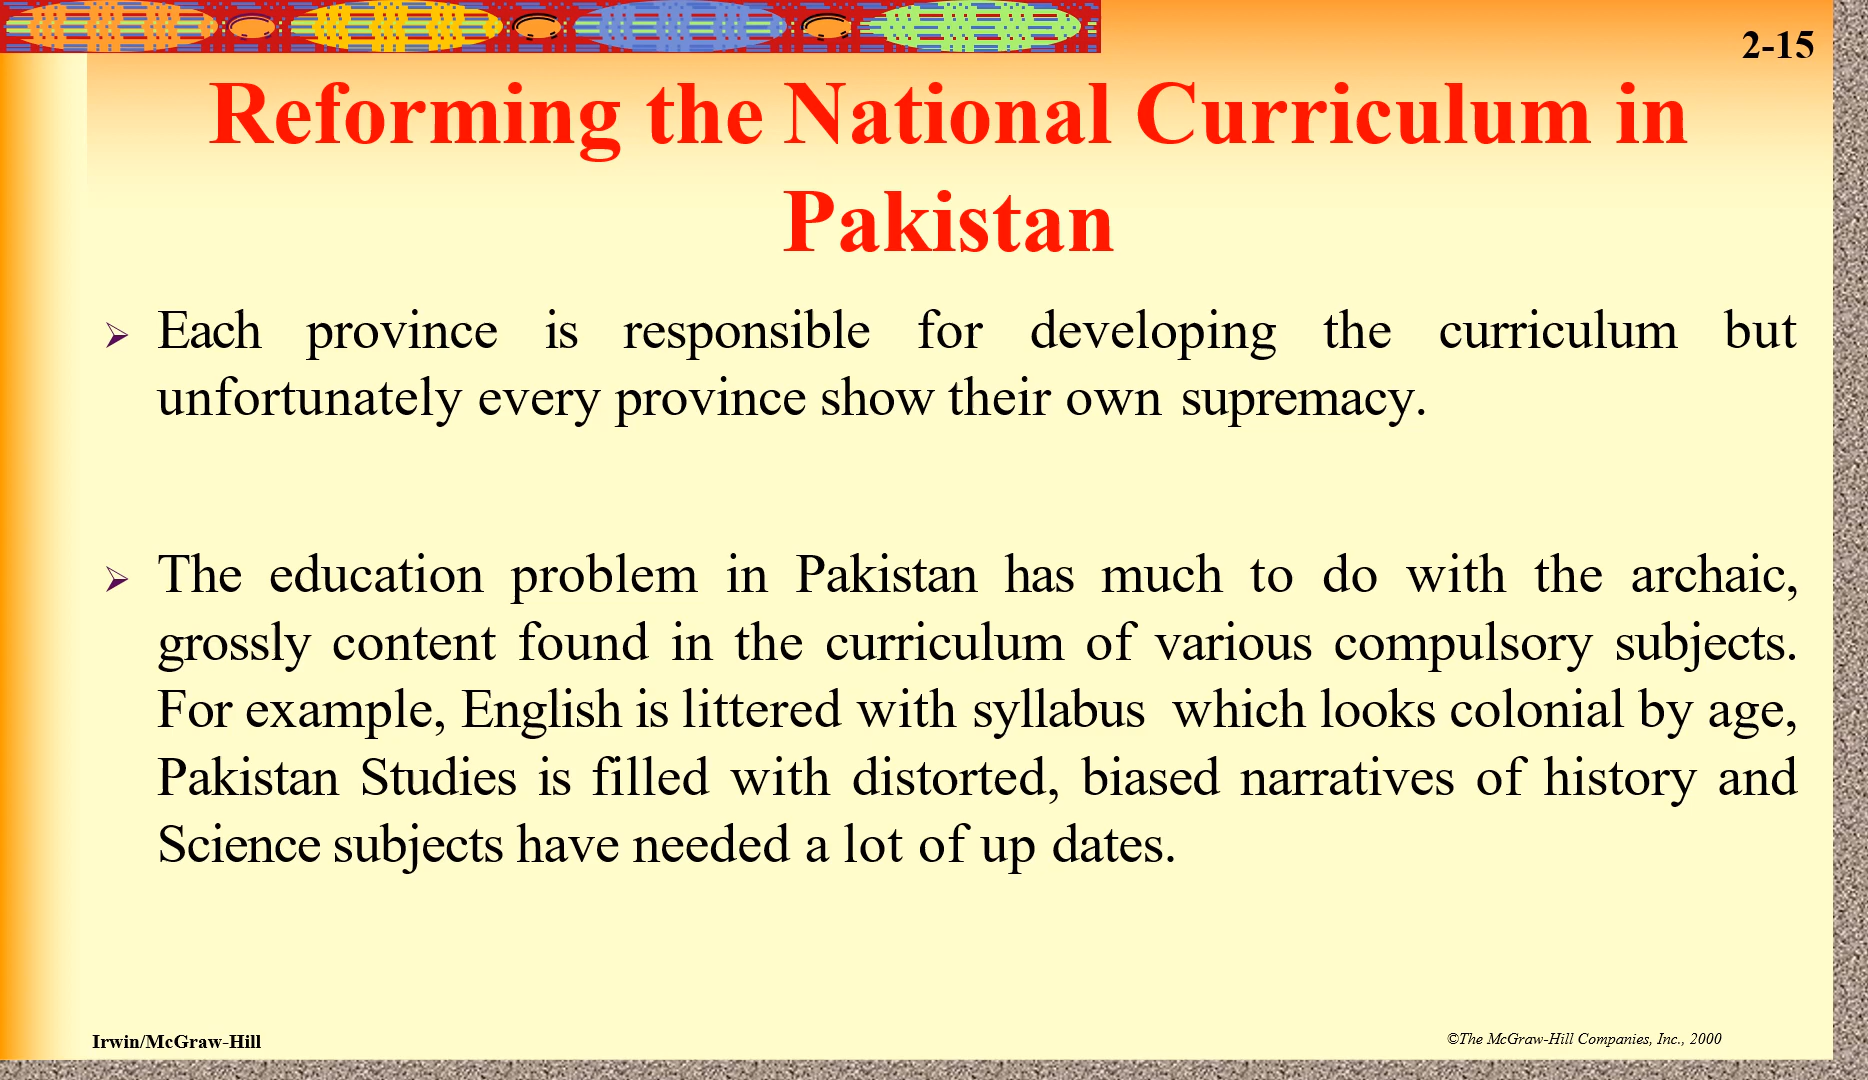 2-15
Reforming the National Curriculum in
Pakistan
Each province is responsible for developing the curriculum but
unfortunately every province show their own supremacy.
The education problem in Pakistan has much to do with the archaic,
grossly content found in the curriculum of various compulsory subjects.
For example, English is littered with syllabus which looks colonial by age,
Pakistan Studies is filled with distorted, biased narratives of history and
Science subjects have needed a lot of up dates.
Irwin/McGraw-Hill
©The McGraw-Hill Companies, Inc., 2000